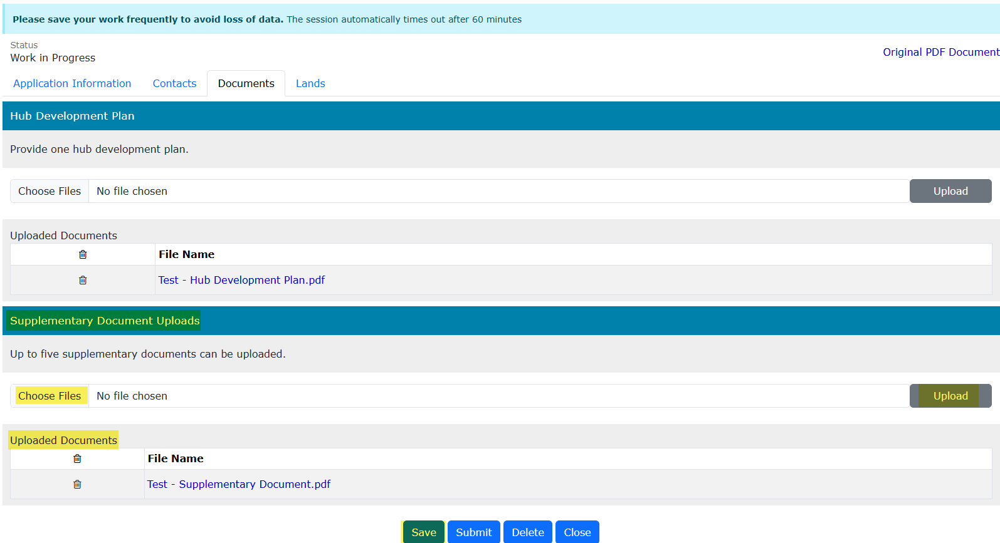 Please save your work frequently to avoid loss of data. The session automatically times out after 60 minutes
Status
Work in Progress
Original PDF Document
Application Information Contacts Documents Lands
Hub Development Plan
Provide one hub development plan.
Choose Files No file chosen Upload
Uploaded Documents
File Name
Test - Hub Development Plan.pdf
Supplementary Document Uploads
Up to five supplementary documents can be uploaded.
Choose Files No file chosen Upload
Uploaded Documents
File Name
Test - Supplementary Document.pdf
Save Submit Delete Close